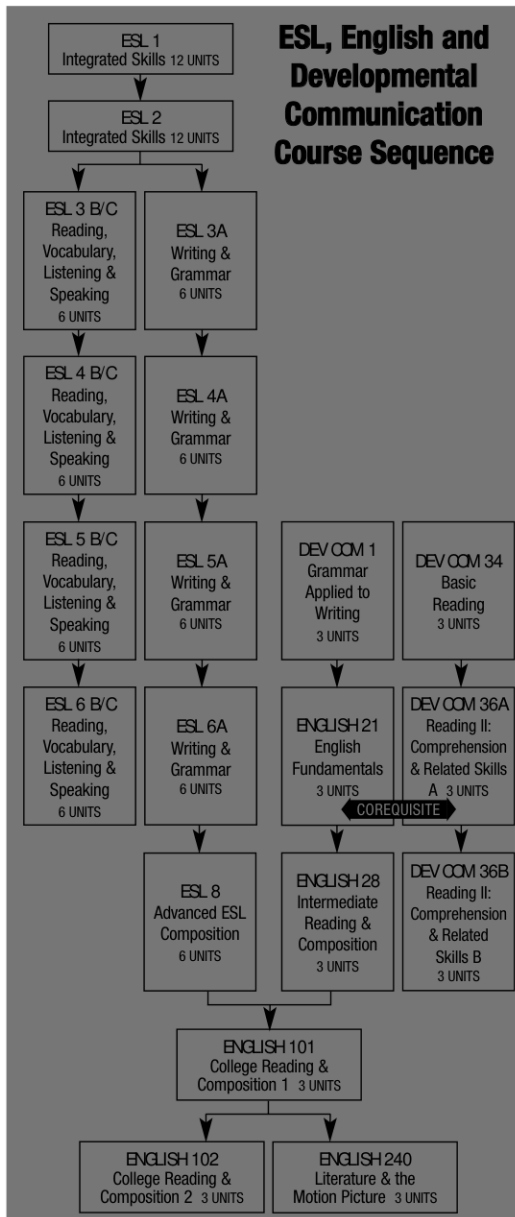 ESL, English and
Developmental
Communication
Course Sequence
ESL 1
Integrated Skills 12 UNITS
ESL 2
Integrated Skills 12 UNITS
ESL 3 B/C
Reading,
Vocabulary,
Listening &
Speaking
6 UNITS
ESL 3A
Writing &
Grammar
6 UNITS
ESL 4 B/C
Reading,
Vocabulary,
Listening &
Speaking
6 UNITS
ESL 4A
Writing &
Grammar
6 UNITS
ESL 5 B/C
Reading,
Vocabulary,
Listening &
Speaking
6 UNITS
ESL 5A
Writing &
Grammar
6 UNITS
DEV COM 1
Grammar
Applied to
Writing
3 UNITS
DEV COM 34
Basic
Reading
3 UNITS
ESL 6 B/C
Reading,
Vocabulary,
Listening &
Speaking
6 UNITS
ESL 6A
Writing &
Grammar
6 UNITS
ENGLISH 21
English
Fundamentals
3 UNITS
DEV COM 36A
Reading II:
Comprehension
& Related Skills
A 3 UNITS
COREQUISITE
ESL 8
Advanced ESL
Composition
6 UNITS
ENGLISH 28
Intermediate
Reading &
Composition
3 UNITS
DEV COM 36B
Reading II:
Comprehension
& Related
Skills B
3 UNITS
ENGLISH 101
College Reading &
Composition 1 3 UNITS
ENGLISH 102
College Reading &
Composition 2 3 UNITS
ENGLISH 240
Literature & the
Motion Picture 3 UNITS